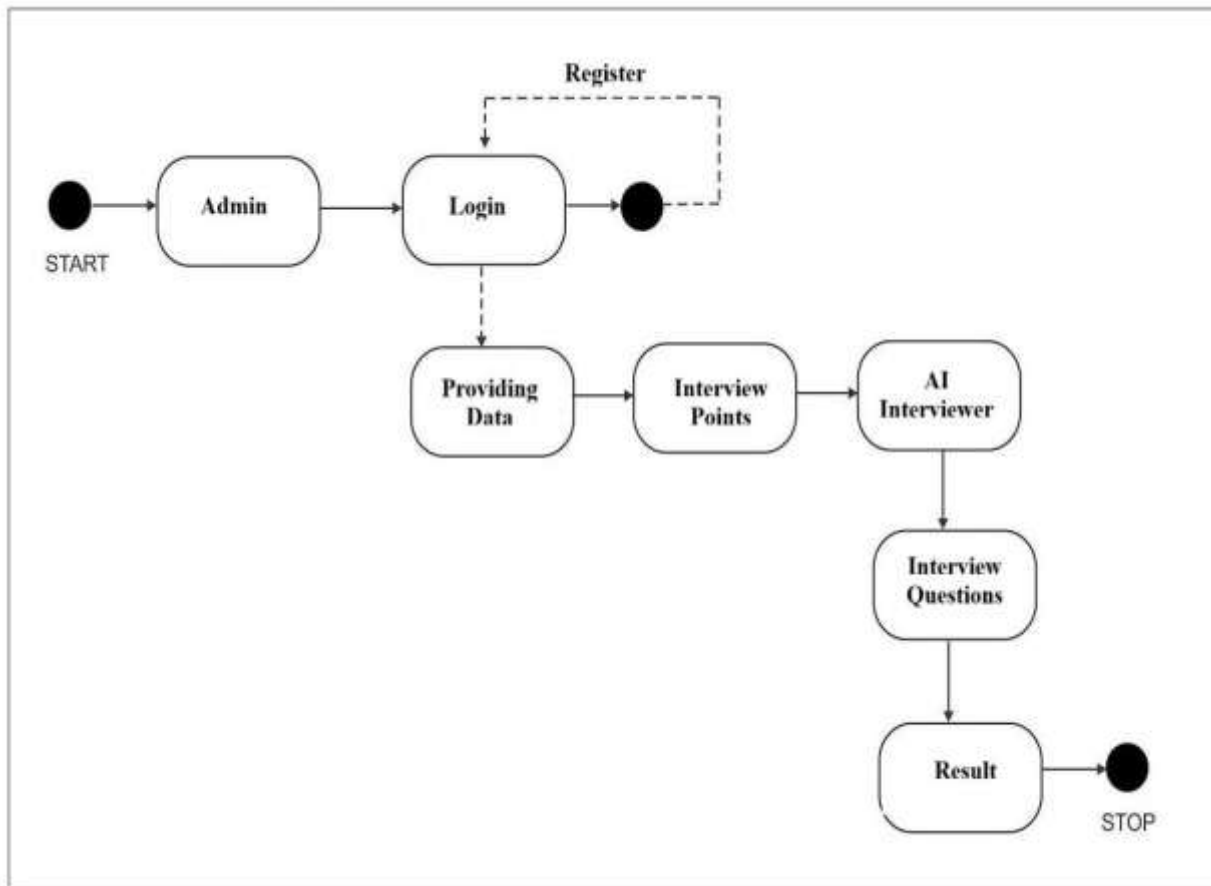 Register
Admin
Login
START
Providing
Data
Interview
Points
AI
Interviewer
Interview
Questions
Result
STOP